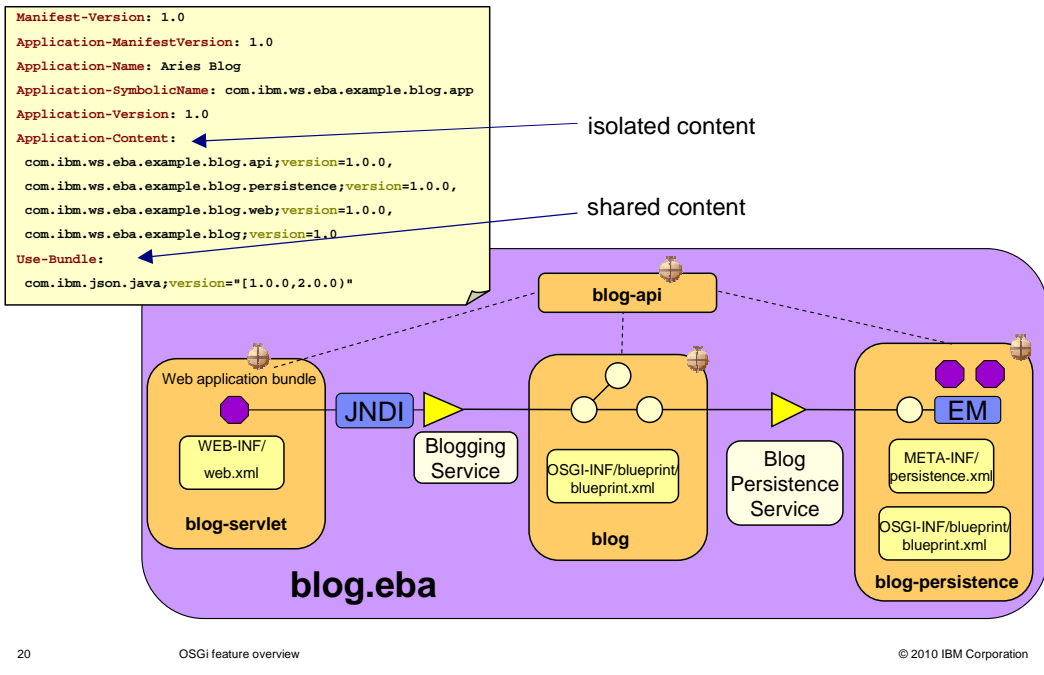 Manifest-Version: 1.0
Application-ManifestVersion: 1.0
Application-Name: Aries Blog
Application-SymbolicName: com.ibm.ws.eba.example.blog.app
Application-Version: 1.0
Application-Content:
com.ibm.ws.eba.example.blog.api;version=1.0.0,
com.ibm.ws.eba.example.blog.persistence;version=1.0.0,
com.ibm.ws.eba.example.blog.web;version=1.0.0,
com.ibm.ws.eba.example.blog;version=1.0
Use-Bundle:
com.ibm.json.java;version="[1.0.0,2.0.0)"
isolated content
shared content
blog-api
Web application bundle
WEB-INF/
web.xml
blog-servlet
JNDI
Blogging
Service
OSGI-INF/blueprint/
blueprint.xml
blog
Blog
Persistence
Service
EM
META-INF/
persistence.xml
OSGI-INF/blueprint/
blueprint.xml
blog-persistence
blog.eba
20
OSGi feature overview
© 2010 IBM Corporation